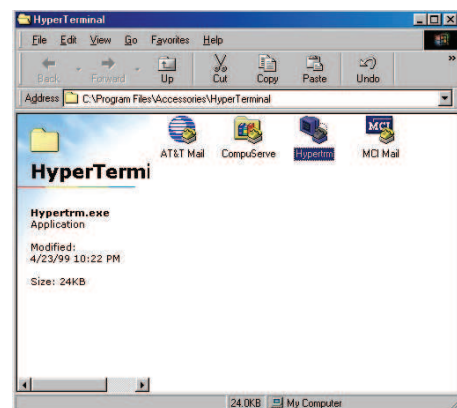 HyperTerminal
File Edit View Go Favorites Help
Back Forward Up Cut Copy Paste Undo »
Address C:\Program Files\Accessories\HyperTerminal
HyperTermi
Hypertrm.exe
Application
Modified:
4/23/99 10:22 PM
Size: 24KB
AT&T Mail CompuServe Hypertrm MCI Mail
MCI
24.0KB My Computer